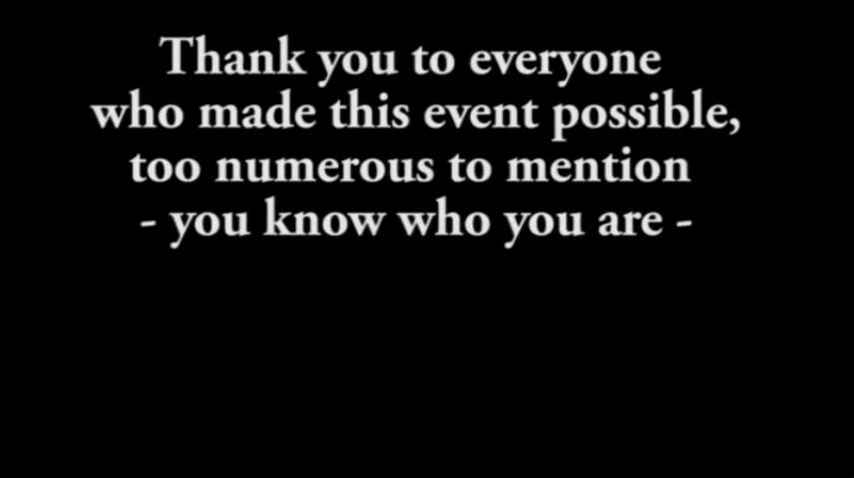 Thank you to everyone
who made this event possible,
too numerous to mention
- you know who you are -